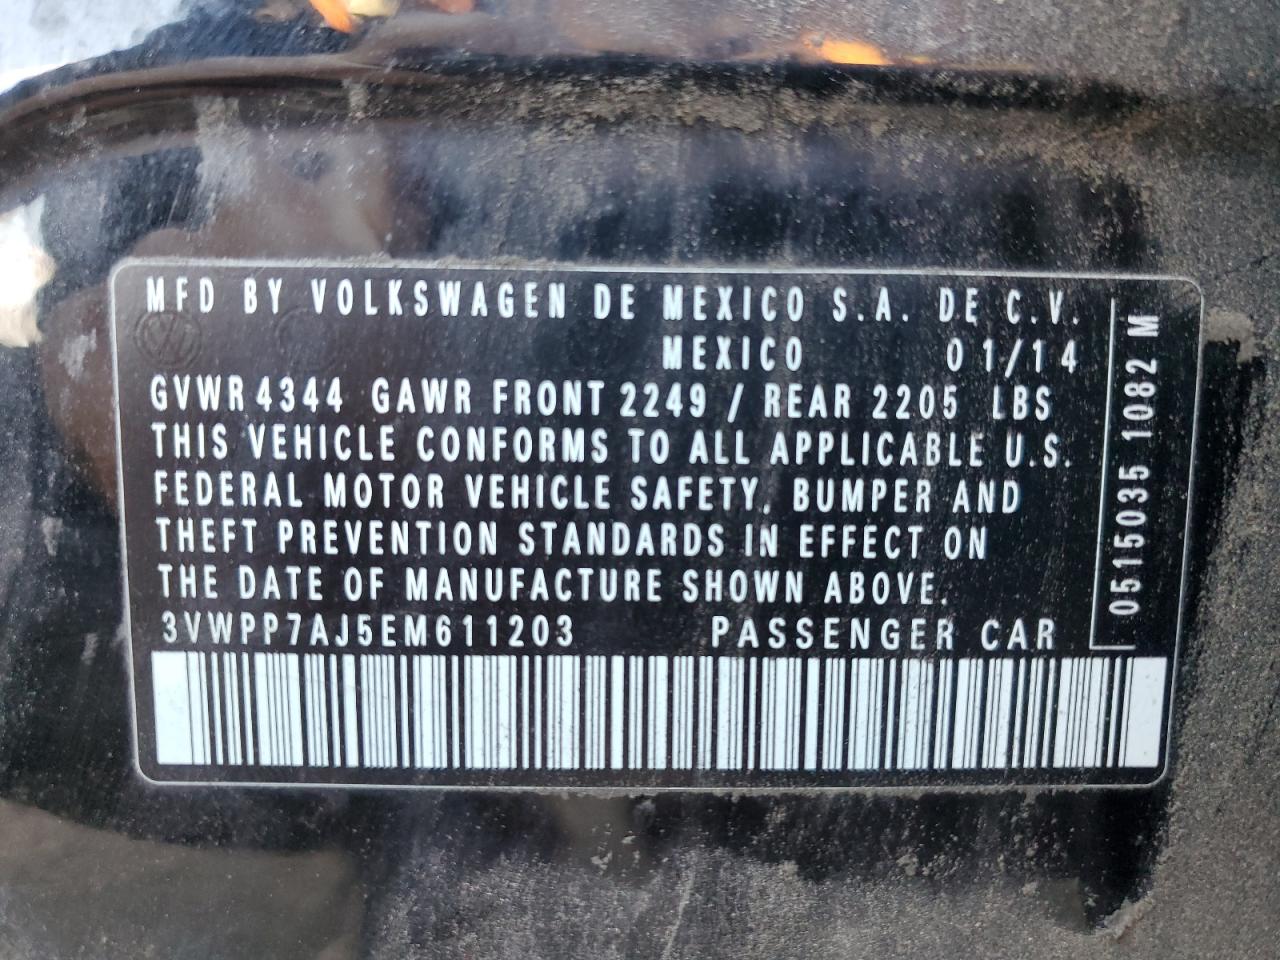 MFD BY VOLKSWAGEN DE MEXICO S.A. DE C.V.
MEXICO 01/14
GVWR 4344 GAWR FRONT 2249 / REAR 2205 LBS
THIS VEHICLE CONFORMS TO ALL APPLICABLE U.S.
FEDERAL MOTOR VEHICLE SAFETY, BUMPER AND
THEFT PREVENTION STANDARDS IN EFFECT ON
THE DATE OF MANUFACTURE SHOWN ABOVE.
3VWPP7AJ5EM611203 PASSENGER CAR
0515035 1082 M